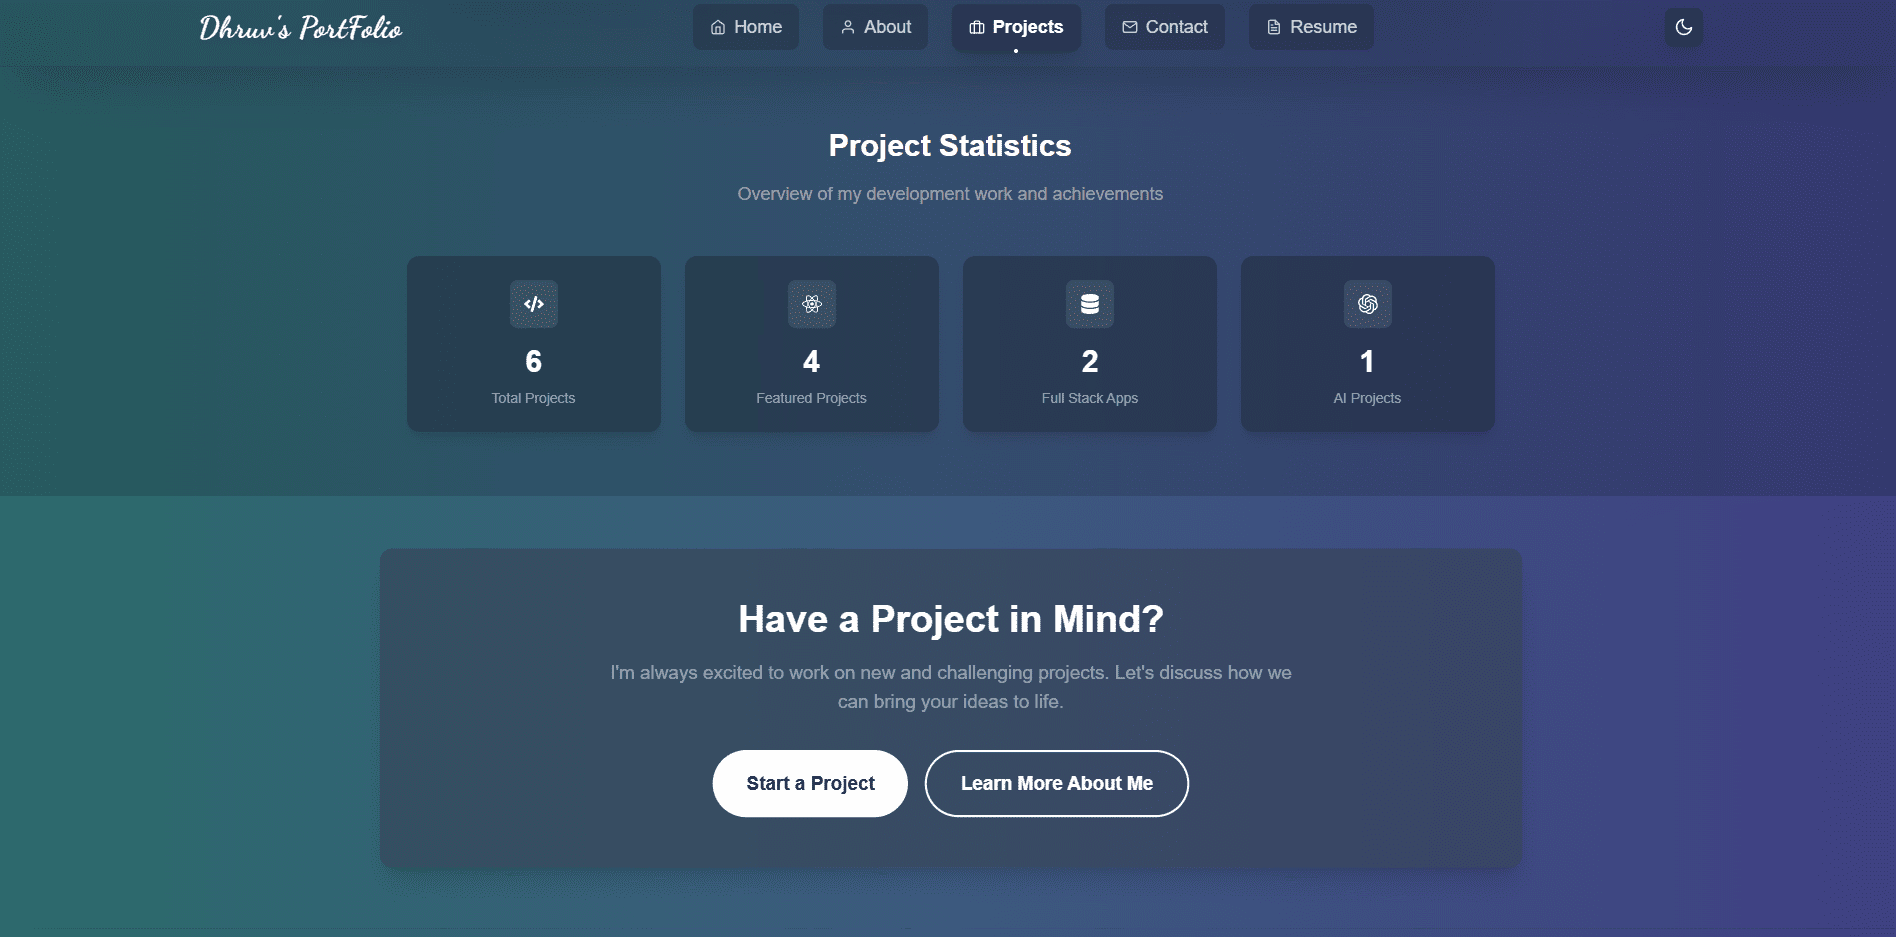 Dhruv's PortFolio
Home
About
Projects
Contact
Resume
Project Statistics
Overview of my development work and achievements
6
Total Projects
4
Featured Projects
2
Full Stack Apps
1
AI Projects
Have a Project in Mind?
I'm always excited to work on new and challenging projects. Let's discuss how we
can bring your ideas to life.
Start a Project
Learn More About Me